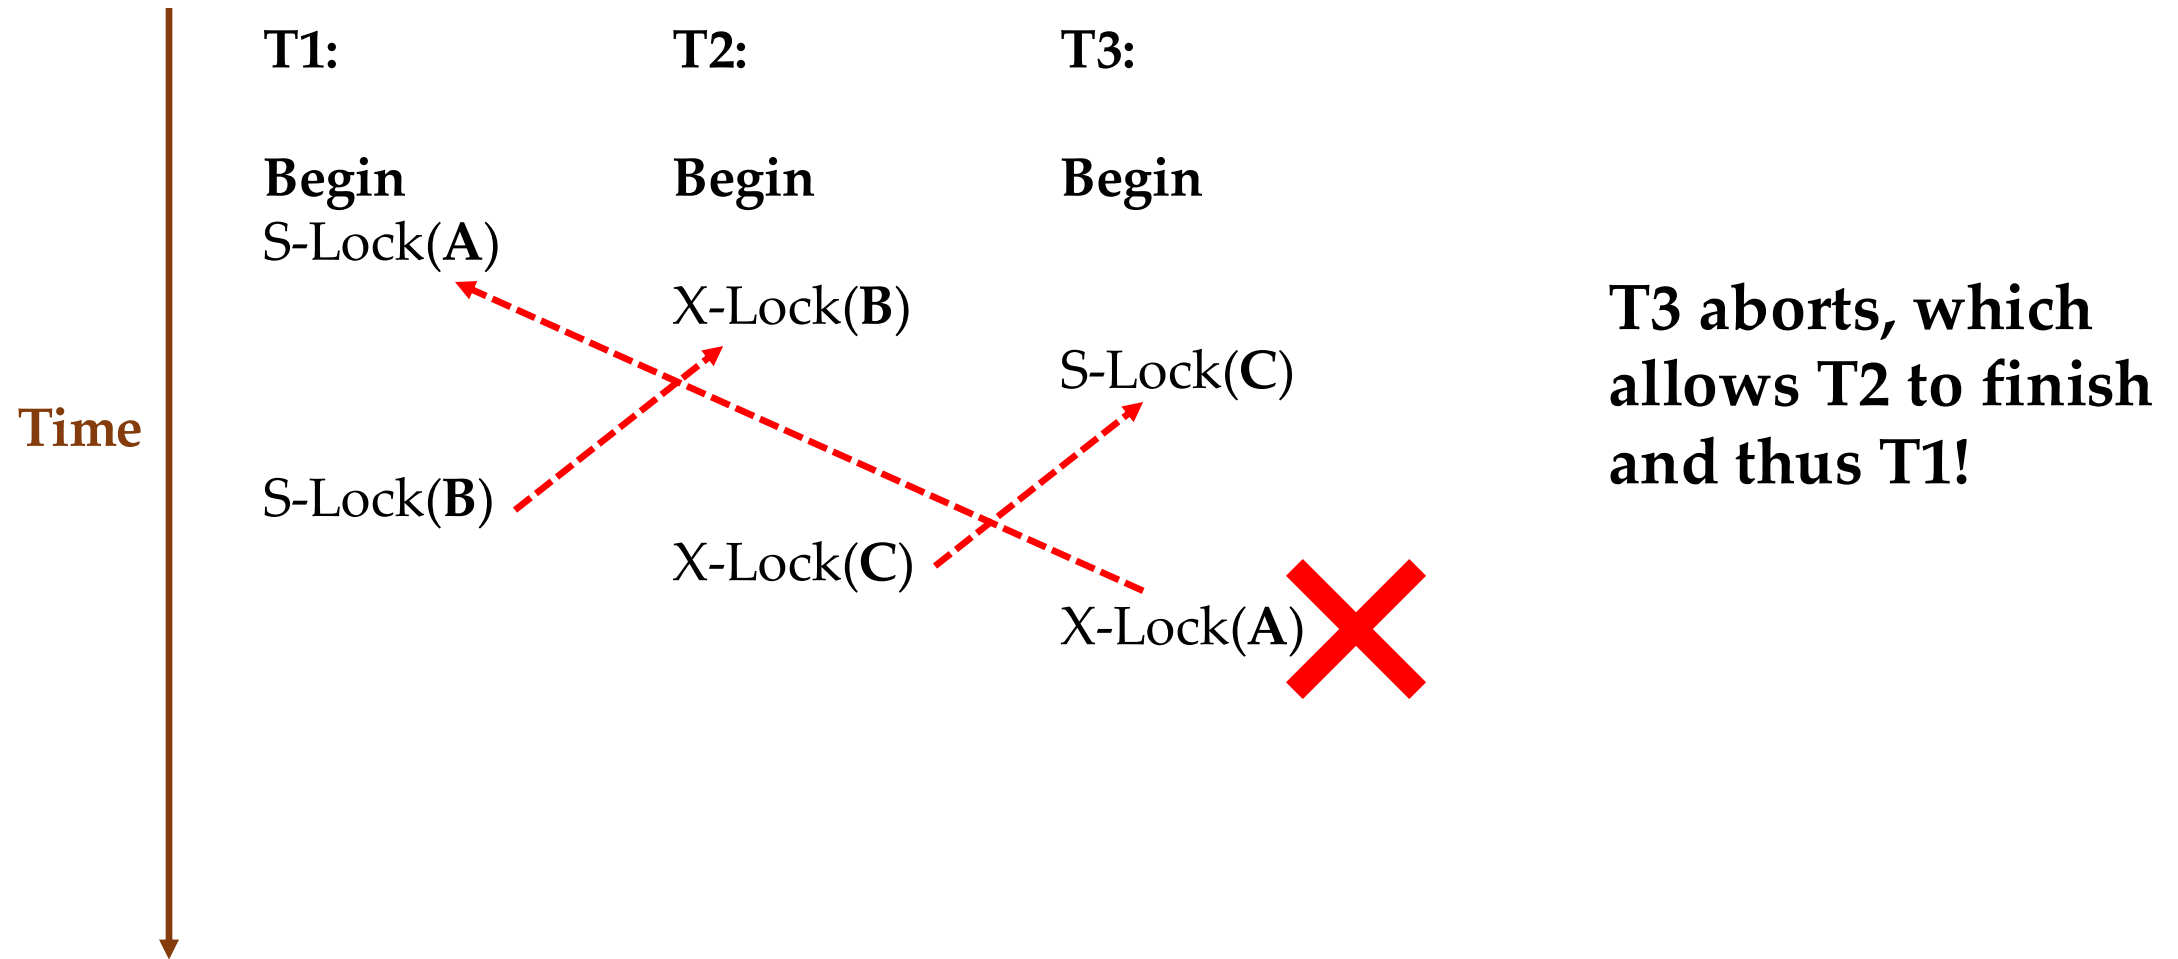 T1:
T2:
T3:
Begin
Begin
Begin
S-Lock(A)
X-Lock(B)
S-Lock(C)
T3 aborts, which
allows T2 to finish
and thus T1!
Time
S-Lock(B)
X-Lock(C)
X-Lock(A)